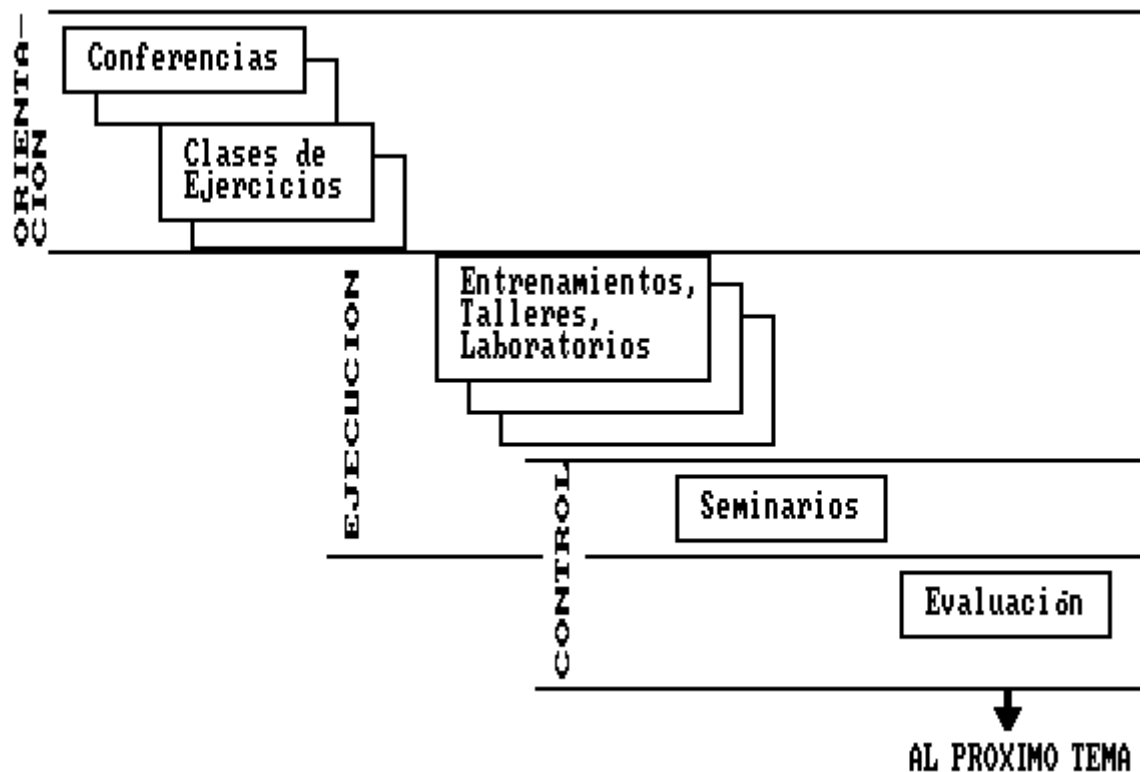 ORIENTA-
CION
Conferencias
Clases de
Ejercicios
EJECUCION
Entrenamientos,
Talleres,
Laboratorios
CONTROL
Seminarios
Evaluación
AL PROXIMO TEMA